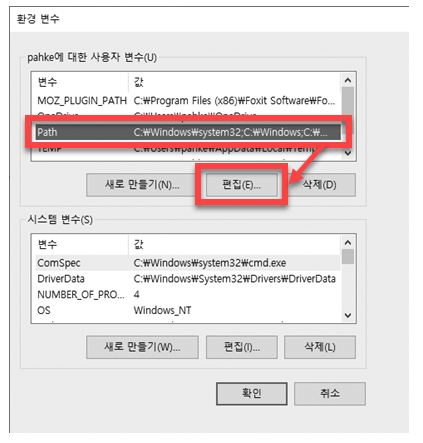 환경 변수
pahke에 대한 사용자 변수(U)
변수 값
MOZ_PLUGIN_PATH C:₩Program Files (x86)₩Foxit Software₩Fo...
Path C:₩Windows₩system32;C:₩Windows;C:₩...
TEMP C:₩Users₩pahke₩AppData₩Local₩Temp
새로 만들기(N)... 편집(E)... 삭제(D)
시스템 변수(S)
변수 값
ComSpec C:₩Windows₩system32₩cmd.exe
DriverData C:₩Windows₩System32₩Drivers₩DriverData
NUMBER_OF_PRO... 4
OS Windows_NT
새로 만들기(W)... 편집(I)... 삭제(L)
확인 취소